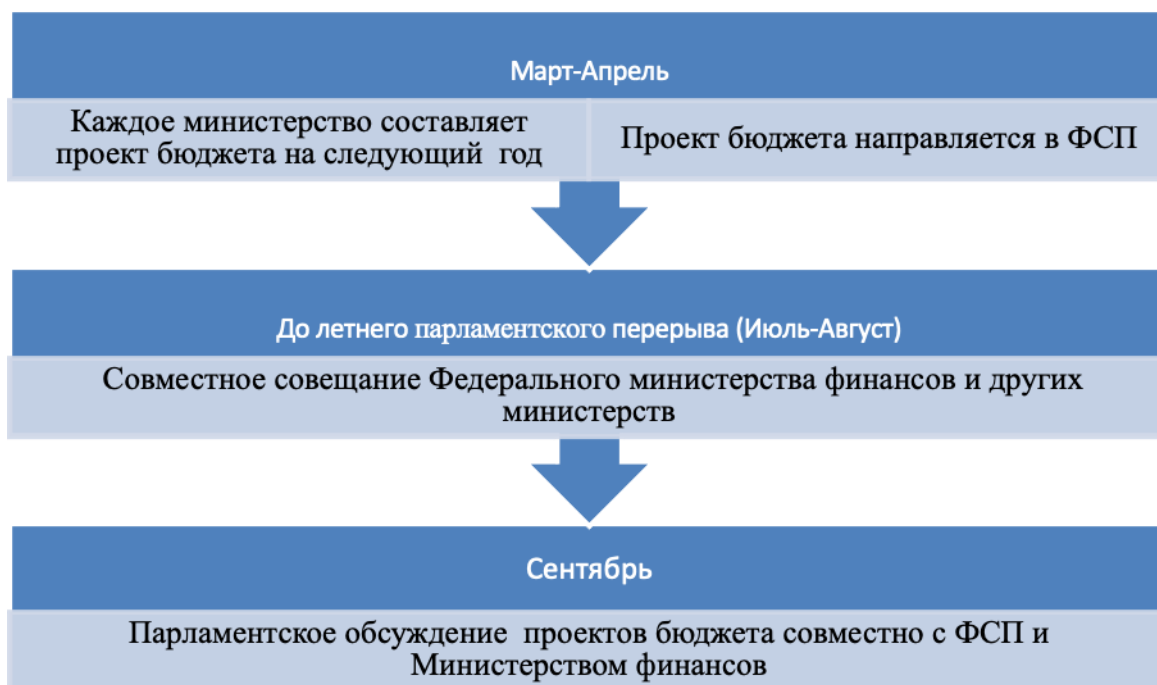 Март-Апрель
Каждое министерство составляет
проект бюджета на следующий год
Проект бюджета направляется в ФСП
До летнего парламентского перерыва (Июль-Август)
Совместное совещание Федерального министерства финансов и других
министерств
Сентябрь
Парламентское обсуждение проектов бюджета совместно с ФСП и
Министерством финансов